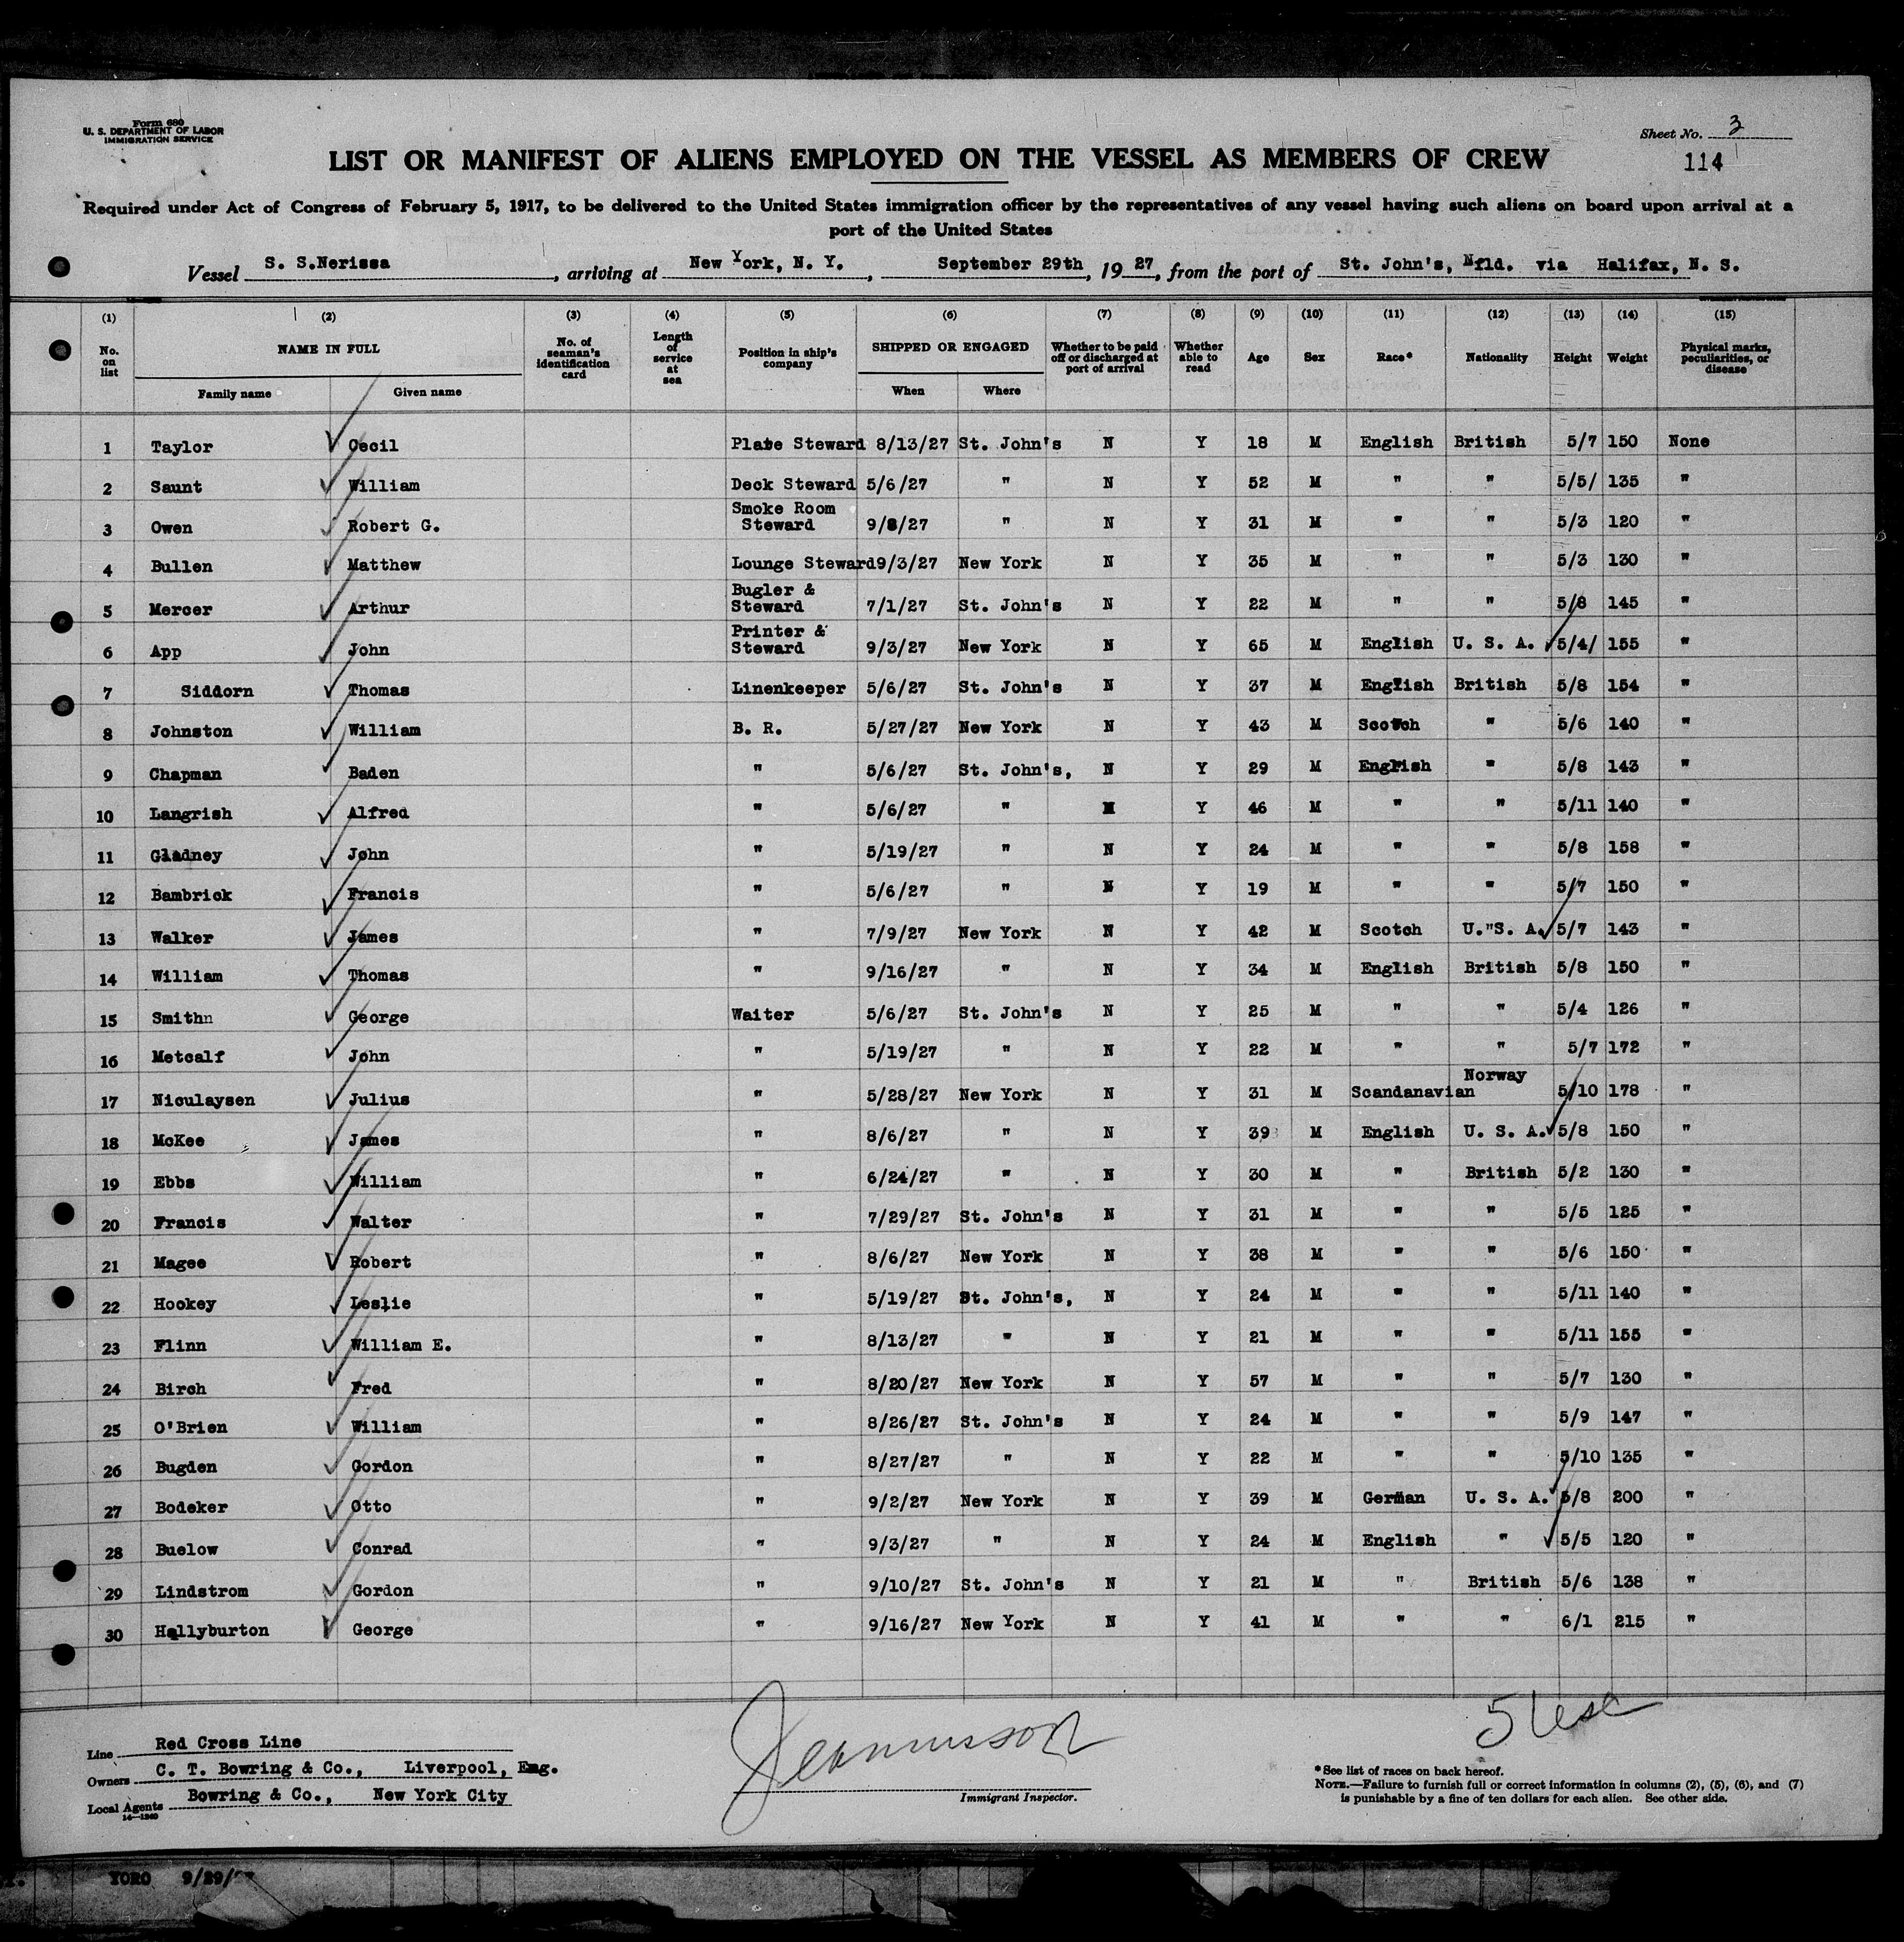 Form 680
U. S. DEPARTMENT OF LABOR
IMMIGRATION SERVICE
Sheet No. 3
114
LIST OR MANIFEST OF ALIENS EMPLOYED ON THE VESSEL AS MEMBERS OF CREW
Required under Act of Congress of February 5, 1917, to be delivered to the United States immigration officer by the representatives of any vessel having such aliens on board upon arrival at a
port of the United States
Vessel S. S.Nerissa, arriving at New York, N. Y., September 29th, 1927, from the port of St. John's, Nfld. via Halifax, N. S.
(1) (2) (3) (4) (5) (6) (7) (8) (9) (10) (11) (12) (13) (14) (15)
No. on list NAME IN FULL No. of seaman's identification card Length of service at sea Position in ship's company SHIPPED OR ENGAGED Whether to be paid off or discharged at port of arrival Whether able to read Age Sex Race* Nationality Height Weight Physical marks, peculiarities, or disease
Family name Given name When Where
1 Taylor Cecil Plate Steward 8/13/27 St. John's N Y 18 M English British 5/7 150 None
2 Saunt William Deck Steward 5/6/27 " N Y 52 M " " 5/5/ 135 "
3 Owen Robert G. Smoke Room Steward 9/8/27 " N Y 31 M " " 5/3 120 "
4 Bullen Matthew Lounge Steward 9/3/27 New York N Y 35 M " " 5/3 130 "
5 Mercer Arthur Bugler & Steward 7/1/27 St. John's N Y 22 M " " 5/8 145 "
6 App John Printer & Steward 9/3/27 New York N Y 65 M English U. S. A. 5/4/ 155 "
7 Siddorn Thomas Linenkeeper 5/6/27 St. John's N Y 37 M English British 5/8 154 "
8 Johnston William B. R. 5/27/27 New York N Y 43 M Scotch " 5/6 140 "
9 Chapman Baden " 5/6/27 St. John's, N Y 29 M English " 5/8 143 "
10 Langrish Alfred " 5/6/27 " N Y 46 M " " 5/11 140 "
11 Gladney John " 5/19/27 " N Y 24 M " " 5/8 158 "
12 Bambrick Francis " 5/6/27 " N Y 19 M " " 5/7 150 "
13 Walker James " 7/9/27 New York N Y 42 M Scotch U."S. A. 5/7 143 "
14 William Thomas " 9/16/27 " N Y 34 M English British 5/8 150 "
15 Smithn George Waiter 5/6/27 St. John's N Y 25 M " " 5/4 126 "
16 Metcalf John " 5/19/27 " N Y 22 M " " 5/7 172 "
17 Niculaysen Julius " 5/28/27 New York N Y 31 M Scandanavian Norway 5/10 178 "
18 McKee James " 8/6/27 " N Y 39 M English U. S. A. 5/8 150 "
19 Ebbs William " 6/24/27 " N Y 30 M " British 5/2 130 "
20 Francis Walter " 7/29/27 St. John's N Y 31 M " " 5/5 125 "
21 Magee Robert " 8/6/27 New York N Y 38 M " " 5/6 150 "
22 Hookey Leslie " 5/19/27 St. John's, N Y 24 M " " 5/11 140 "
23 Flinn William E. " 8/13/27 " N Y 21 M " " 5/11 155 "
24 Birch Fred " 8/20/27 New York N Y 57 M " " 5/7 130 "
25 O'Brien William " 8/26/27 St. John's N Y 24 M " " 5/9 147 "
26 Bugden Gordon " 8/27/27 " N Y 22 M " " 5/10 135 "
27 Bodeker Otto " 9/2/27 New York N Y 39 M German U. S. A. 5/8 200 "
28 Buelow Conrad " 9/3/27 " N Y 24 M English " 5/5 120 "
29 Lindstrom Gordon " 9/10/27 St. John's N Y 21 M " British 5/6 138 "
30 Hallyburton George " 9/16/27 New York N Y 41 M " " 6/1 215 "
Line Red Cross Line
Owners C. T. Bowring & Co., Liverpool, Eng.
Local Agents Bowring & Co., New York City
14—1240
Immigrant Inspector.
5 Usc
*See list of races on back hereof.
NOTE.—Failure to furnish full or correct information in columns (2), (5), (6), and (7)
is punishable by a fine of ten dollars for each alien. See other side.
YORO 9/29/